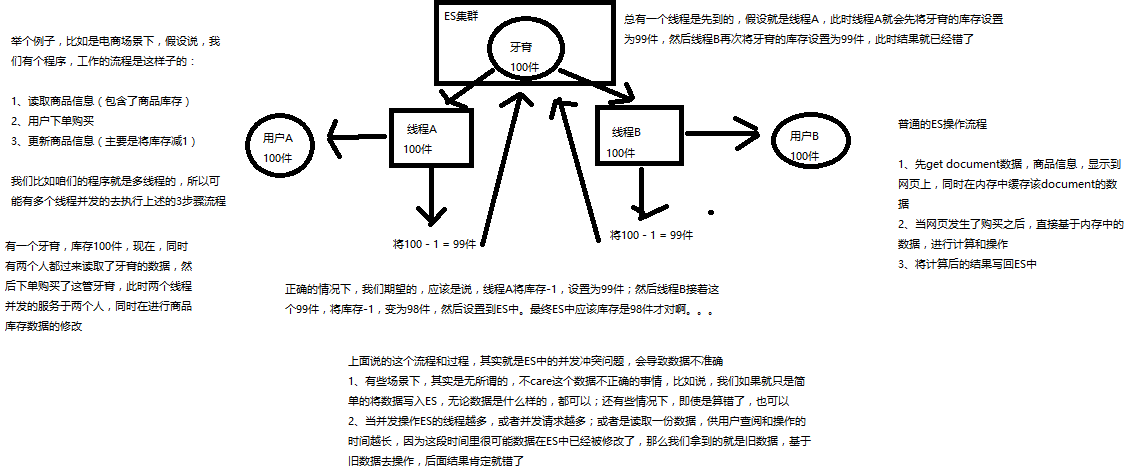 举个例子，比如是电商场景下，假设说，我
们有个程序，工作的流程是这样子的：
1、读取商品信息（包含了商品库存）
2、用户下单购买
3、更新商品信息（主要是将库存减1）
我们比如咱们的程序就是多线程的，所以可
能有多个线程并发的去执行上述的3步骤流程
有一个牙膏，库存100件，现在，同时
有两个人都过来读取了牙膏的数据，然
后下单购买了这管牙膏，此时两个线程
并发的服务于两个人，同时在进行商品
库存数据的修改
ES集群
牙膏
100件
线程A
100件
线程B
100件
用户A
100件
用户B
100件
将100 - 1 = 99件
将100 - 1 = 99件
总有一个线程是先到的，假设就是线程A，此时线程A就会先将牙膏的库存设置
为99件，然后线程B再次将牙膏的库存设置为99件，此时结果就已经错了
普通的ES操作流程
1、先get document数据，商品信息，显示到
网页上，同时在内存中缓存该document的数
据
2、当网页发生了购买之后，直接基于内存中的
数据，进行计算和操作
3、将计算后的结果写回ES中
正确的情况下，我们期望的，应该是说，线程A将库存-1，设置为99件；然后线程B接着这
个99件，将库存-1，变为98件，然后设置到ES中。最终ES中应该库存是98件才对啊。。。
上面说的这个流程和过程，其实就是ES中的并发冲突问题，会导致数据不准确
1、有些场景下，其实是无所谓的，不care这个数据不正确的事情，比如说，我们如果就只是简
单的将数据写入ES，无论数据是什么样的，都可以；还有些情况下，即使是算错了，也可以
2、当并发操作ES的线程越多，或者并发请求越多；或者是读取一份数据，供用户查阅和操作的
时间越长，因为这段时间里很可能数据在ES中已经被修改了，那么我们拿到的就是旧数据，基于
旧数据去操作，后面结果肯定就错了